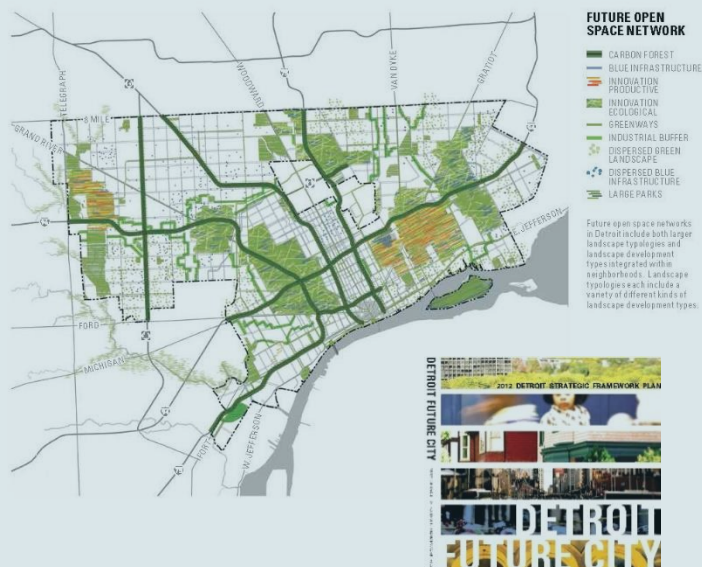 FUTURE OPEN
SPACE NETWORK
CARBON FOREST
BLUE INFRASTRUCTURE
INNOVATION
PRODUCTIVE
INNOVATION
ECOLOGICAL
GREENWAYS
INDUSTRIAL BUFFER
DISPERSED GREEN
LANDSCAPE
DISPERSED BLUE
INFRASTRUCTURE
LARGE PARKS
Future open space networks
in Detroit include both larger
landscape typologies and
landscape development
types integrated within
neighborhoods. Landscape
typologies each include a
variety of different kinds of
landscape development types.
TELEGRAPH
8 MILE
GRAND RIVER
WOODWARD
VAN DYKE
GRATIOT
E. JEFFERSON
FORD
MICHIGAN
FORT
W. JEFFERSON
DETROIT FUTURE CITY
2012 DETROIT STRATEGIC FRAMEWORK PLAN
DETROIT
FUTURE CITY